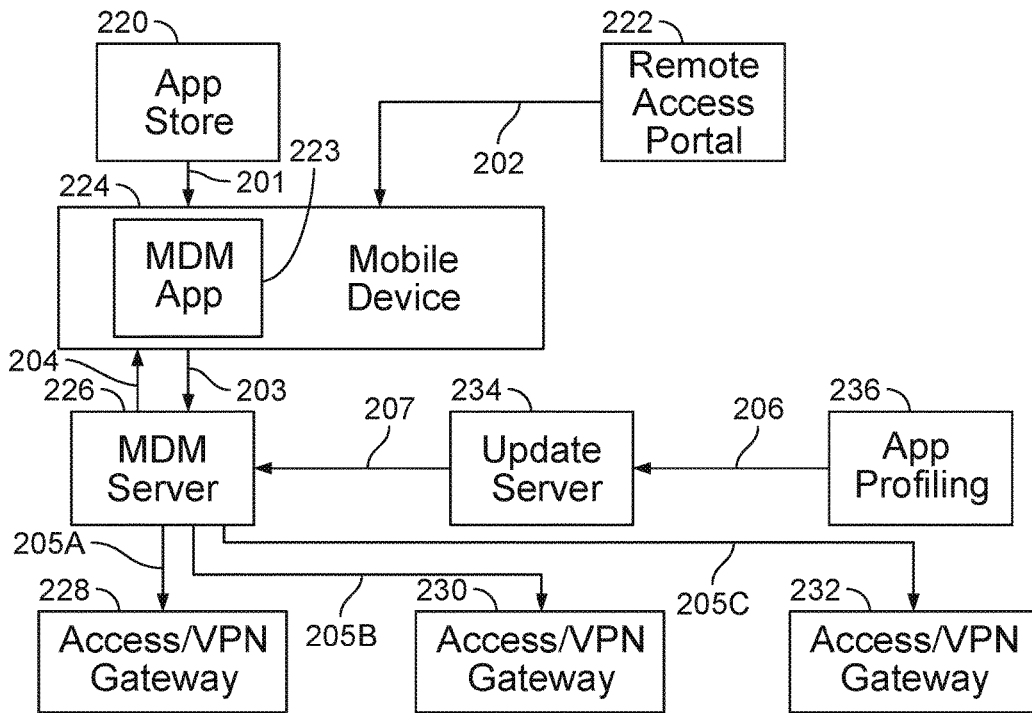 220
App
Store
222
Remote
Access
Portal
202
223
201
224
MDM
App
Mobile
Device
204
203
226
MDM
Server
207
234
Update
Server
206
236
App
Profiling
205A
205B
205C
228
Access/VPN
Gateway
230
Access/VPN
Gateway
232
Access/VPN
Gateway